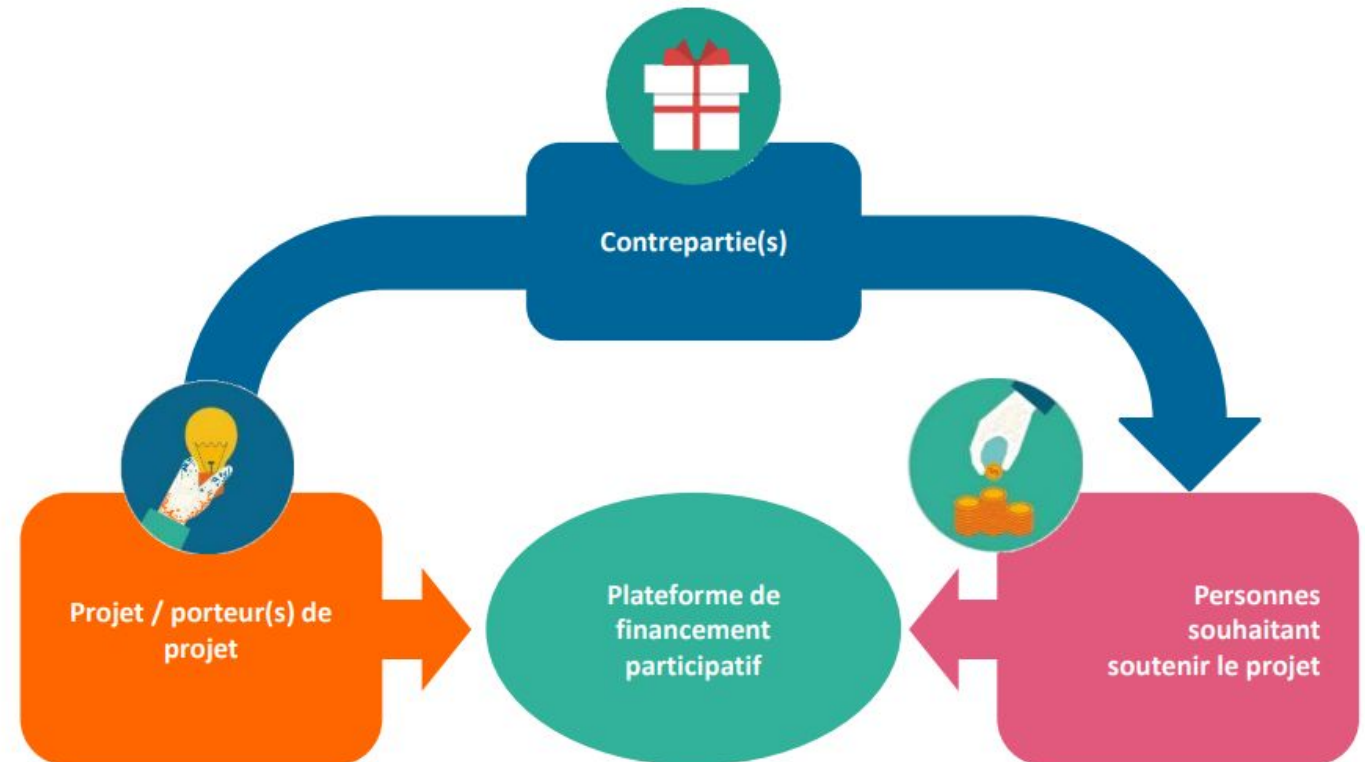 Contrepartie(s)
Projet / porteur(s) de
projet
Plateforme de
financement
participatif
Personnes
souhaitant
soutenir le projet